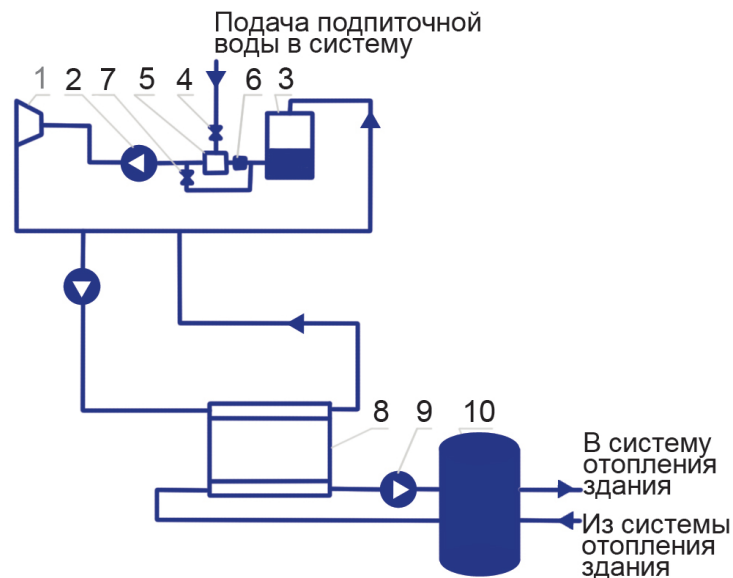 Подача подпиточной
воды в систему
1 2 7 5 4 6 3
8 9 10
В систему
отопления
здания
Из системы
отопления
здания